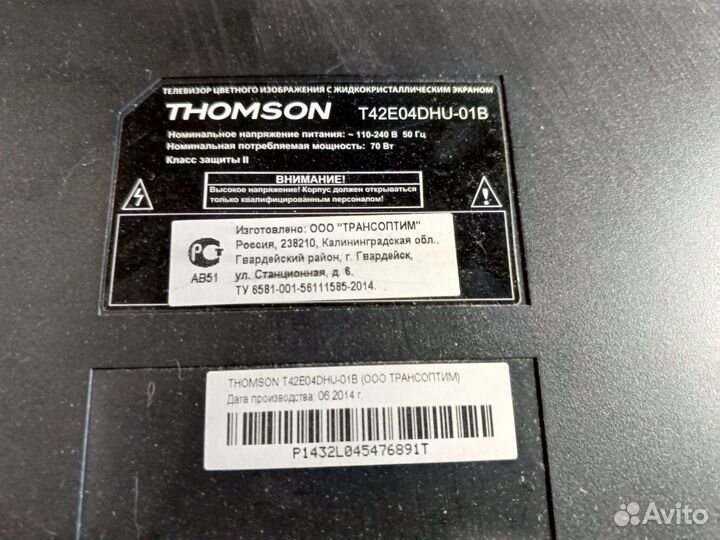 ТЕЛЕВИЗОР ЦВЕТНОГО ИЗОБРАЖЕНИЯ С ЖИДКОКРИСТАЛЛИЧЕСКИМ ЭКРАНОМ
THOMSON T42E04DHU-01B
Номинальное напряжение питания: ~ 110-240 В 50 Гц
Номинальная потребляемая мощность: 70 Вт
Класс защиты II
ВНИМАНИЕ!
Высокое напряжение! Корпус должен открываться
только квалифицированным персоналом!
Изготовлено: ООО "ТРАНСОПТИМ"
Россия, 238210, Калининградская обл.,
Гвардейский район, г. Гвардейск,
ул. Станционная, д. 6.
ТУ 6581-001-56111585-2014.
РСТ
АВ51
THOMSON T42E04DHU-01B (ООО ТРАНСОПТИМ)
Дата производства: 06.2014 г.
P1432L045476891T
Avito